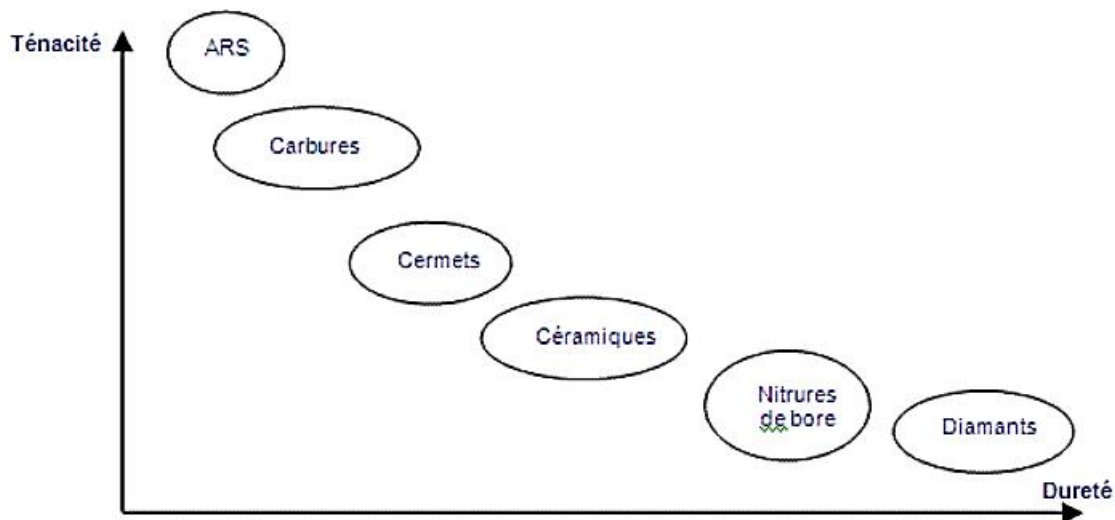 Ténacité
ARS
Carbures
Cermets
Céramiques
Nitrures
de bore
Diamants
Dureté